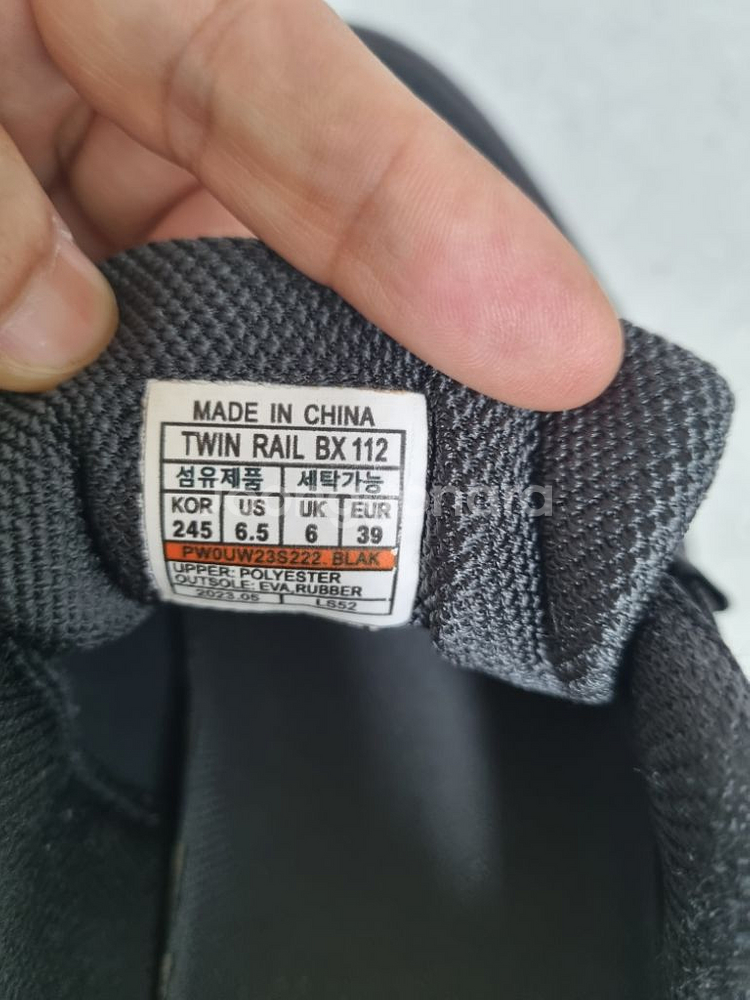 MADE IN CHINA
TWIN RAIL BX 112
섬유제품 세탁가능
KOR US UK EUR
245 6.5 6 39
PW0UW23S222. BLAK
UPPER: POLYESTER
OUTSOLE: EVA, RUBBER
2023.05 LS52